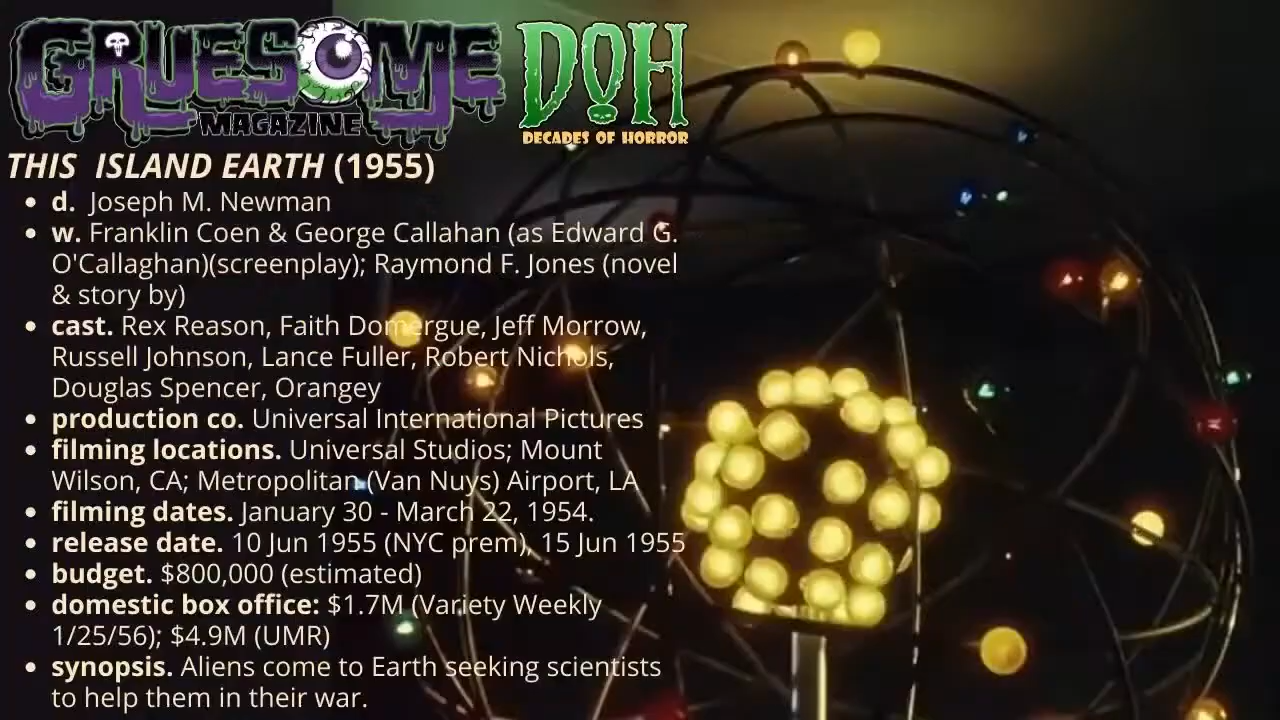 GRUESOME
MAGAZINE
DOH
DECADES OF HORROR
THIS ISLAND EARTH (1955)
• d. Joseph M. Newman
• w. Franklin Coen & George Callahan (as Edward G.
O'Callaghan)(screenplay); Raymond F. Jones (novel
& story by)
• cast. Rex Reason, Faith Domergue, Jeff Morrow,
Russell Johnson, Lance Fuller, Robert Nichols,
Douglas Spencer, Orangey
• production co. Universal International Pictures
• filming locations. Universal Studios; Mount
Wilson, CA; Metropolitan (Van Nuys) Airport, LA
• filming dates. January 30 - March 22, 1954.
• release date. 10 Jun 1955 (NYC prem), 15 Jun 1955
• budget. $800,000 (estimated)
• domestic box office: $1.7M (Variety Weekly
1/25/56); $4.9M (UMR)
• synopsis. Aliens come to Earth seeking scientists
to help them in their war.